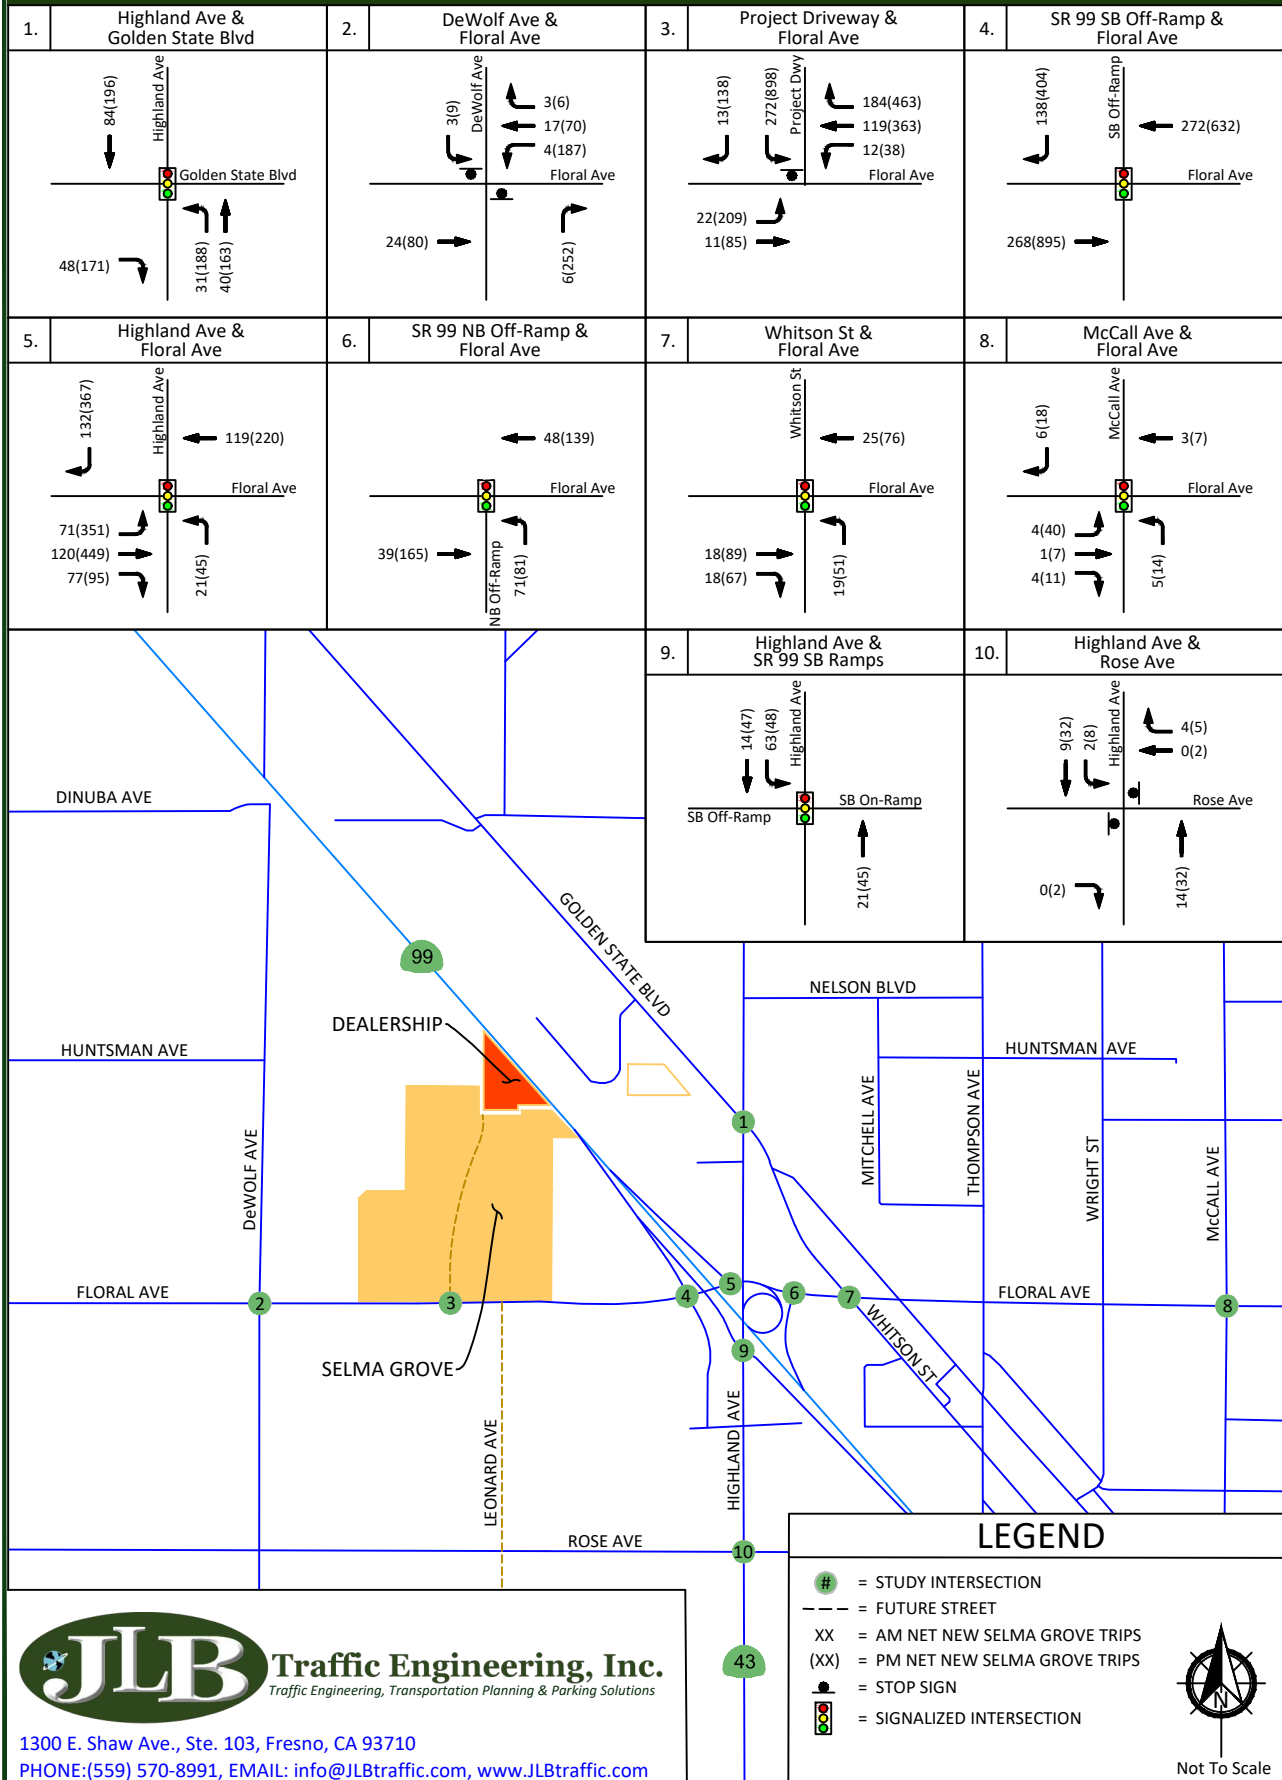 1.
Highland Ave &
Golden State Blvd
84(196)
Highland Ave
Golden State Blvd
48(171)
31(188)
40(163)
2.
DeWolf Ave &
Floral Ave
3(9)
DeWolf Ave
3(6)
17(70)
4(187)
Floral Ave
24(80)
6(252)
3.
Project Driveway &
Floral Ave
13(138)
272(898)
Project Dwy
184(463)
119(363)
12(38)
Floral Ave
22(209)
11(85)
4.
SR 99 SB Off-Ramp &
Floral Ave
138(404)
SB Off-Ramp
272(632)
Floral Ave
268(895)
5.
Highland Ave &
Floral Ave
132(367)
Highland Ave
119(220)
Floral Ave
71(351)
120(449)
77(95)
21(45)
6.
SR 99 NB Off-Ramp &
Floral Ave
48(139)
Floral Ave
39(165)
NB Off-Ramp
71(81)
7.
Whitson St &
Floral Ave
Whitson St
25(76)
Floral Ave
18(89)
18(67)
19(51)
8.
McCall Ave &
Floral Ave
6(18)
McCall Ave
3(7)
Floral Ave
4(40)
1(7)
4(11)
5(14)
9.
Highland Ave &
SR 99 SB Ramps
14(47)
63(48)
Highland Ave
SB On-Ramp
SB Off-Ramp
21(45)
10.
Highland Ave &
Rose Ave
9(32)
2(8)
Highland Ave
4(5)
0(2)
Rose Ave
0(2)
14(32)
DINUBA AVE
GOLDEN STATE BLVD
99
NELSON BLVD
DEALERSHIP
HUNTSMAN AVE
HUNTSMAN AVE
MITCHELL AVE
THOMPSON AVE
WRIGHT ST
McCALL AVE
DeWOLF AVE
1
FLORAL AVE
2
3
4
5
6
7
FLORAL AVE
8
9
WHITSON ST
SELMA GROVE
LEONARD AVE
HIGHLAND AVE
ROSE AVE
10
43
LEGEND
# = STUDY INTERSECTION
= FUTURE STREET
XX = AM NET NEW SELMA GROVE TRIPS
(XX) = PM NET NEW SELMA GROVE TRIPS
= STOP SIGN
= SIGNALIZED INTERSECTION
N
Not To Scale
JLB Traffic Engineering, Inc.
Traffic Engineering, Transportation Planning & Parking Solutions
1300 E. Shaw Ave., Ste. 103, Fresno, CA 93710
PHONE:(559) 570-8991, EMAIL: info@JLBtraffic.com, www.JLBtraffic.com